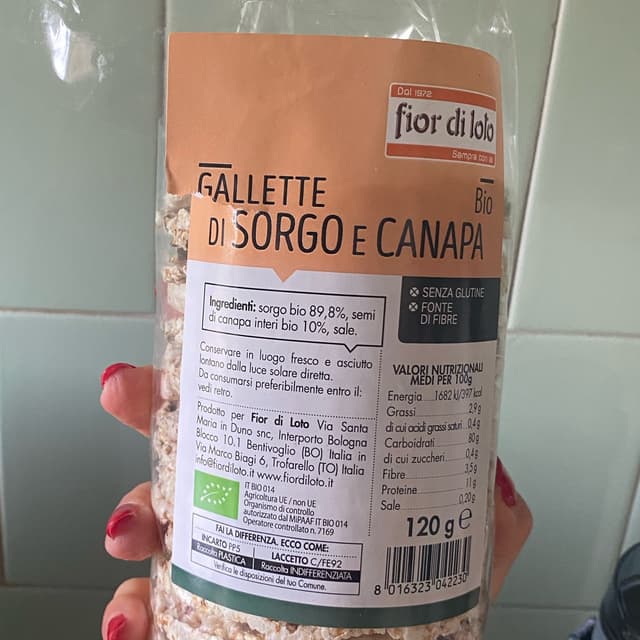 Dal 1972
fior di loto
Sempre con te
GALLETTE
Bio
DI SORGO E CANAPA
SENZA GLUTINE
FONTE
DI FIBRE
Ingredienti: sorgo bio 89,8%, semi
di canapa interi bio 10%, sale.
Conservare in luogo fresco e asciutto
lontano dalla luce solare diretta.
Da consumarsi preferibilmente entro il:
vedi retro.
Prodotto per Fior di Loto Via Santa
Maria in Duno snc, Interporto Bologna
Blocco 10.1 Bentivoglio (BO) Italia in
Via Marco Biagi 6, Trofarello (TO) Italia
info@fiordiloto.it www.fiordiloto.it
IT BIO 014
Agricoltura UE / non UE
Organismo di controllo
autorizzato dal MiPAAF IT BIO 014
Operatore controllato n. 7169
FAI LA DIFFERENZA. ECCO COME:
INCARTO PP5
Raccolta PLASTICA
LACCETTO C/FE92
Raccolta INDIFFERENZIATA
Verifica le disposizioni del tuo Comune.
VALORI NUTRIZIONALI
MEDI PER 100g
Energia 1682 kJ/397 kcal
Grassi 2,9g
di cui acidi grassi saturi 0,4g
Carboidrati 80g
di cui zuccheri 0,4g
Fibre 3,5g
Proteine 11g
Sale 0,20g
120 g e
8 016323 042230